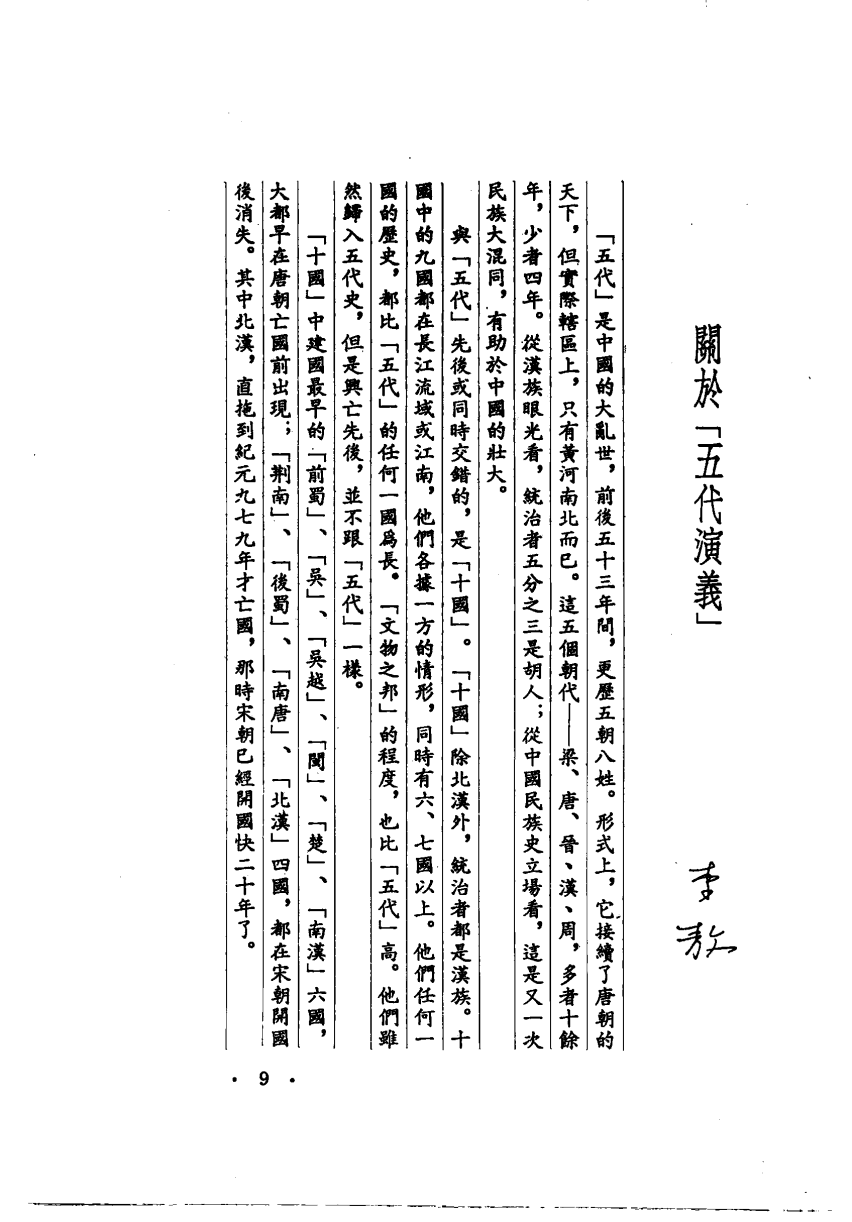 關於「五代演義」
李敖
「五代」是中國的大亂世，前後五十三年間，更歷五朝八姓。形式上，它接續了唐朝的
天下，但實際轄區上，只有黃河南北而已。這五個朝代——梁、唐、晉、漢、周，多者十餘
年，少者四年。從漢族眼光看，統治者五分之三是胡人；從中國民族史立場看，這是又一次
民族大混同，有助於中國的壯大。
與「五代」先後或同時交錯的，是「十國」。「十國」除北漢外，統治者都是漢族。十
國中的九國都在長江流域或江南，他們各據一方的情形，同時有六、七國以上。他們任何一
國的歷史，都比「五代」的任何一國爲長。「文物之邦」的程度，也比「五代」高。他們雖
然歸入五代史，但是興亡先後，並不跟「五代」一樣。
「十國」中建國最早的「前蜀」、「吳」、「吳越」、「閩」、「楚」、「南漢」六國，
大都早在唐朝亡國前出現；「荆南」、「後蜀」、「南唐」、「北漢」四國，都在宋朝開國
後消失。其中北漢，直拖到紀元九七九年才亡國，那時宋朝已經開國快二十年了。
• 9 •